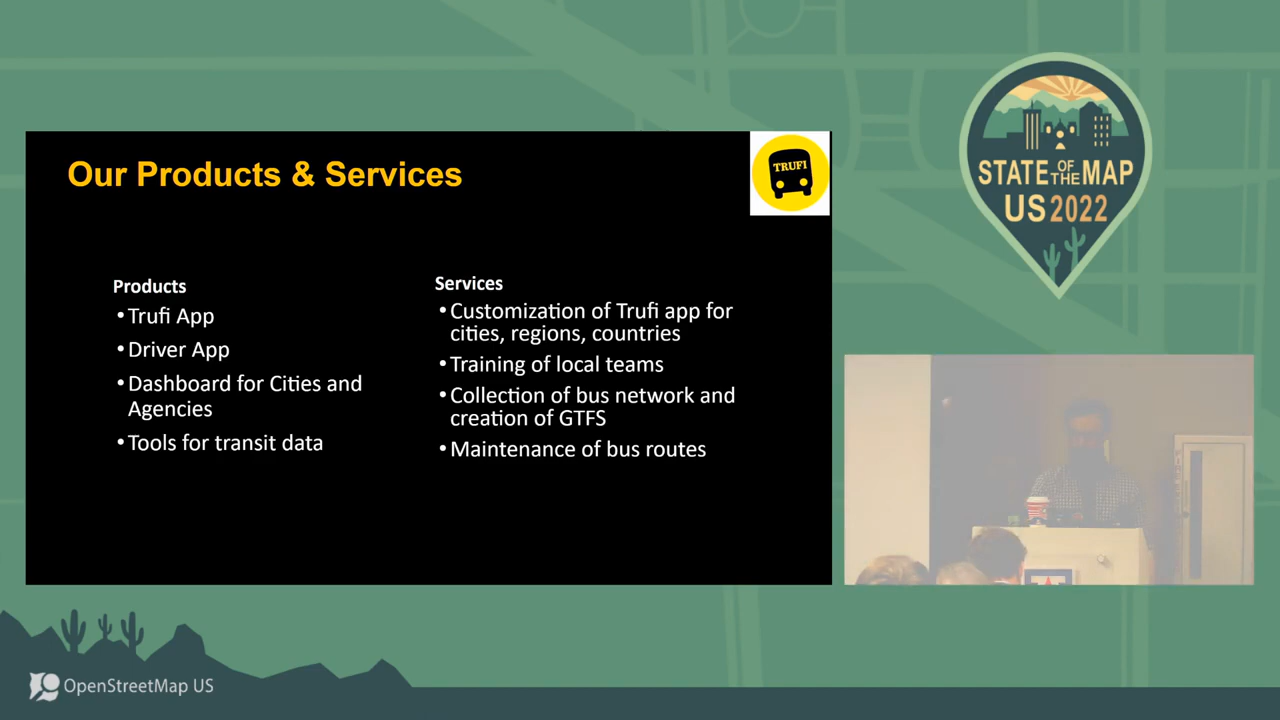 Our Products & Services
TRUFI
Products
•Trufi App
•Driver App
•Dashboard for Cities and
Agencies
•Tools for transit data
Services
•Customization of Trufi app for
cities, regions, countries
•Training of local teams
•Collection of bus network and
creation of GTFS
•Maintenance of bus routes
STATE OF THE MAP
US 2022
OpenStreetMap US